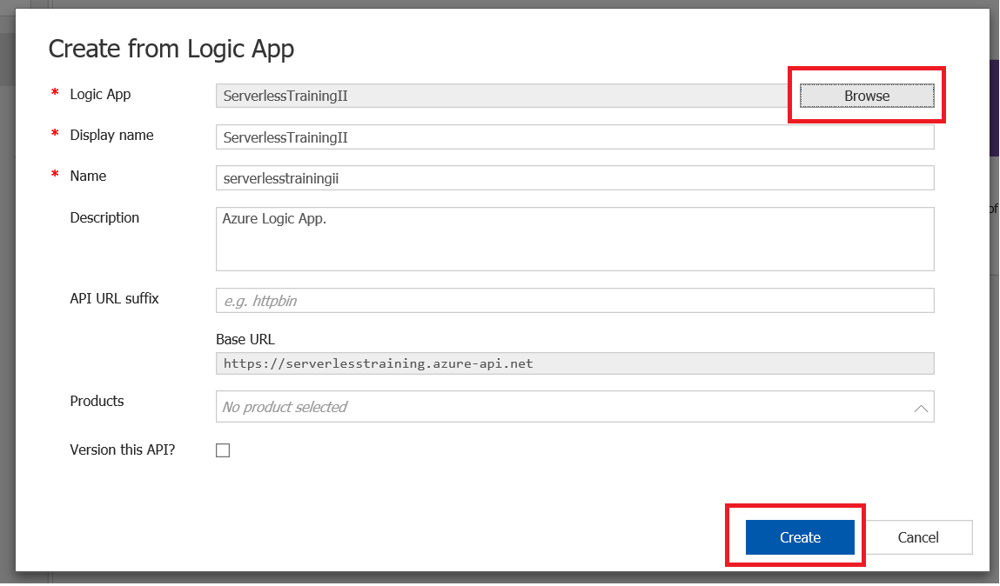 Create from Logic App
* Logic App ServerlessTrainingII Browse
* Display name ServerlessTrainingII
* Name serverlesstrainingii
Description Azure Logic App.
of
API URL suffix e.g. httpbin
Base URL
https://serverlesstraining.azure-api.net
Products No product selected
Version this API?
Create Cancel